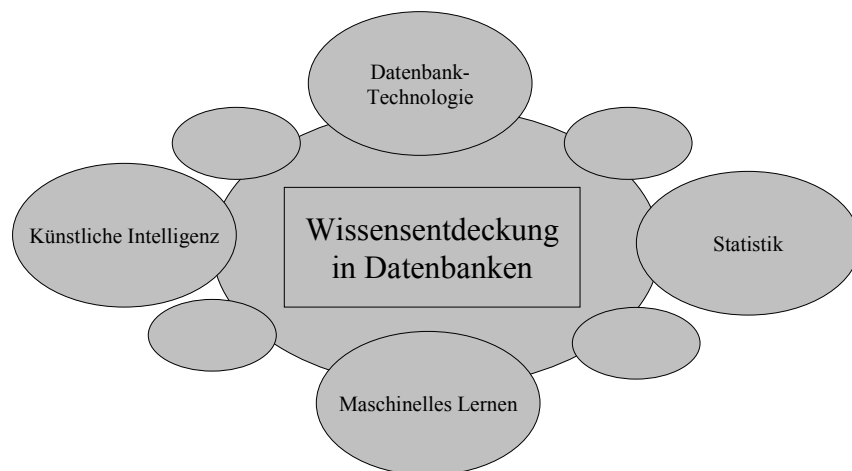 Datenbank-
Technologie
Künstliche Intelligenz
Wissensentdeckung
in Datenbanken
Statistik
Maschinelles Lernen